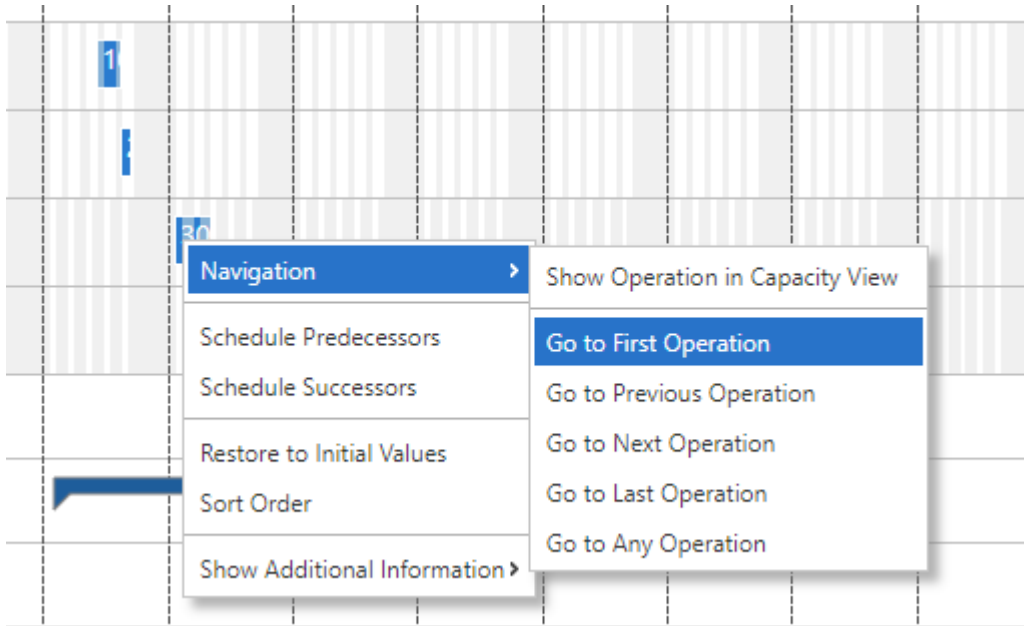 30
Navigation
Schedule Predecessors
Schedule Successors
Restore to Initial Values
Sort Order
Show Additional Information
Show Operation in Capacity View
Go to First Operation
Go to Previous Operation
Go to Next Operation
Go to Last Operation
Go to Any Operation